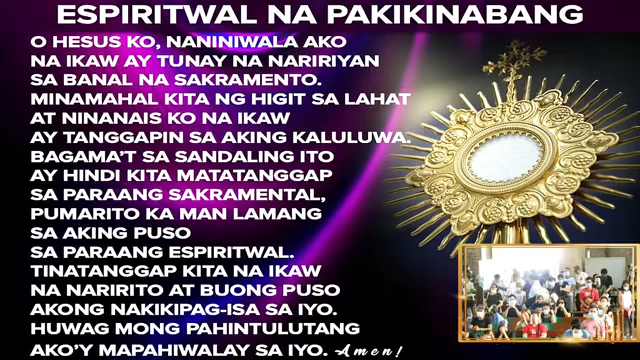 ESPIRITWAL NA PAKIKINABANG
O HESUS KO, NANINIWALA AKO
NA IKAW AY TUNAY NA NARIRIYAN
SA BANAL NA SAKRAMENTO.
MINAMAHAL KITA NG HIGIT SA LAHAT
AT NINANAIS KO NA IKAW
AY TANGGAPIN SA AKING KALULUWA.
BAGAMA'T SA SANDALING ITO
AY HINDI KITA MATATANGGAP
SA PARAANG SAKRAMENTAL,
PUMARITO KA MAN LAMANG
SA AKING PUSO
SA PARAANG ESPIRITWAL.
TINATANGGAP KITA NA IKAW
NA NARIRITO AT BUONG PUSO
AKONG NAKIKIPAG-ISA SA IYO.
HUWAG MONG PAHINTULUTANG
AKO'Y MAPAHIWALAY SA IYO. Amen!